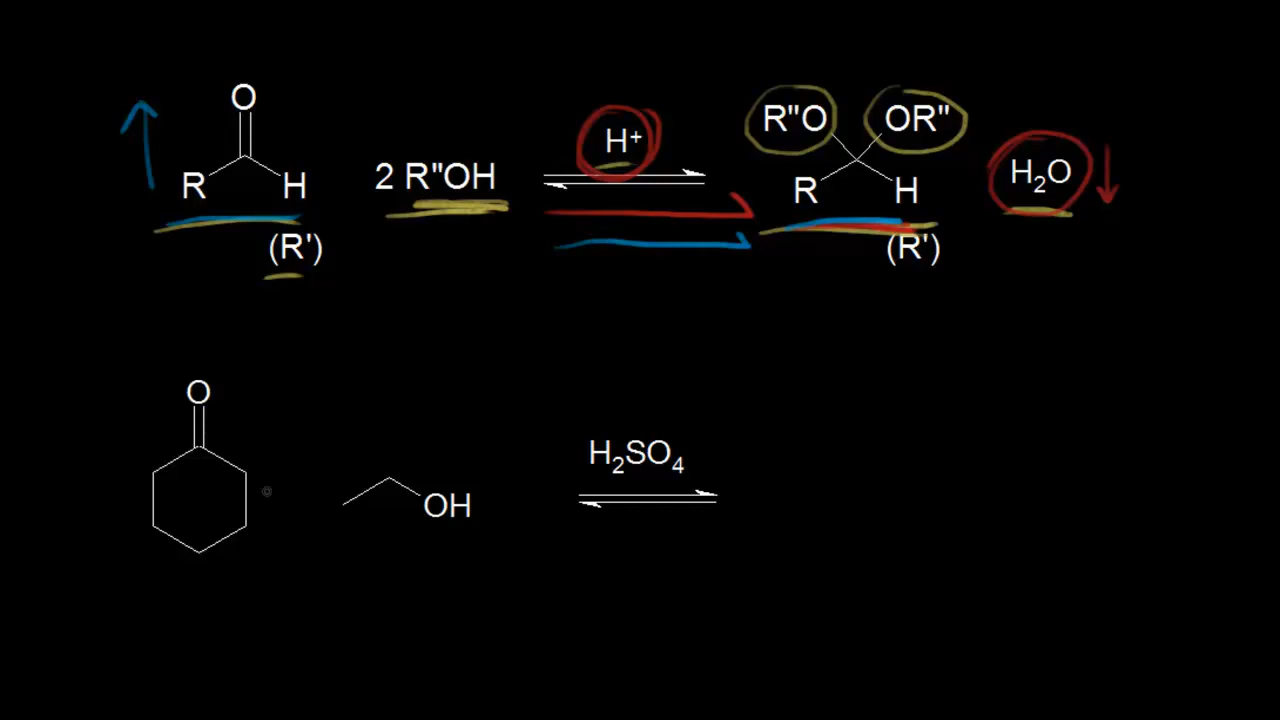 O
R H
(R')
2 R"OH
H⁺
R"O OR"
R H
(R')
H₂O
O
OH
H₂SO₄